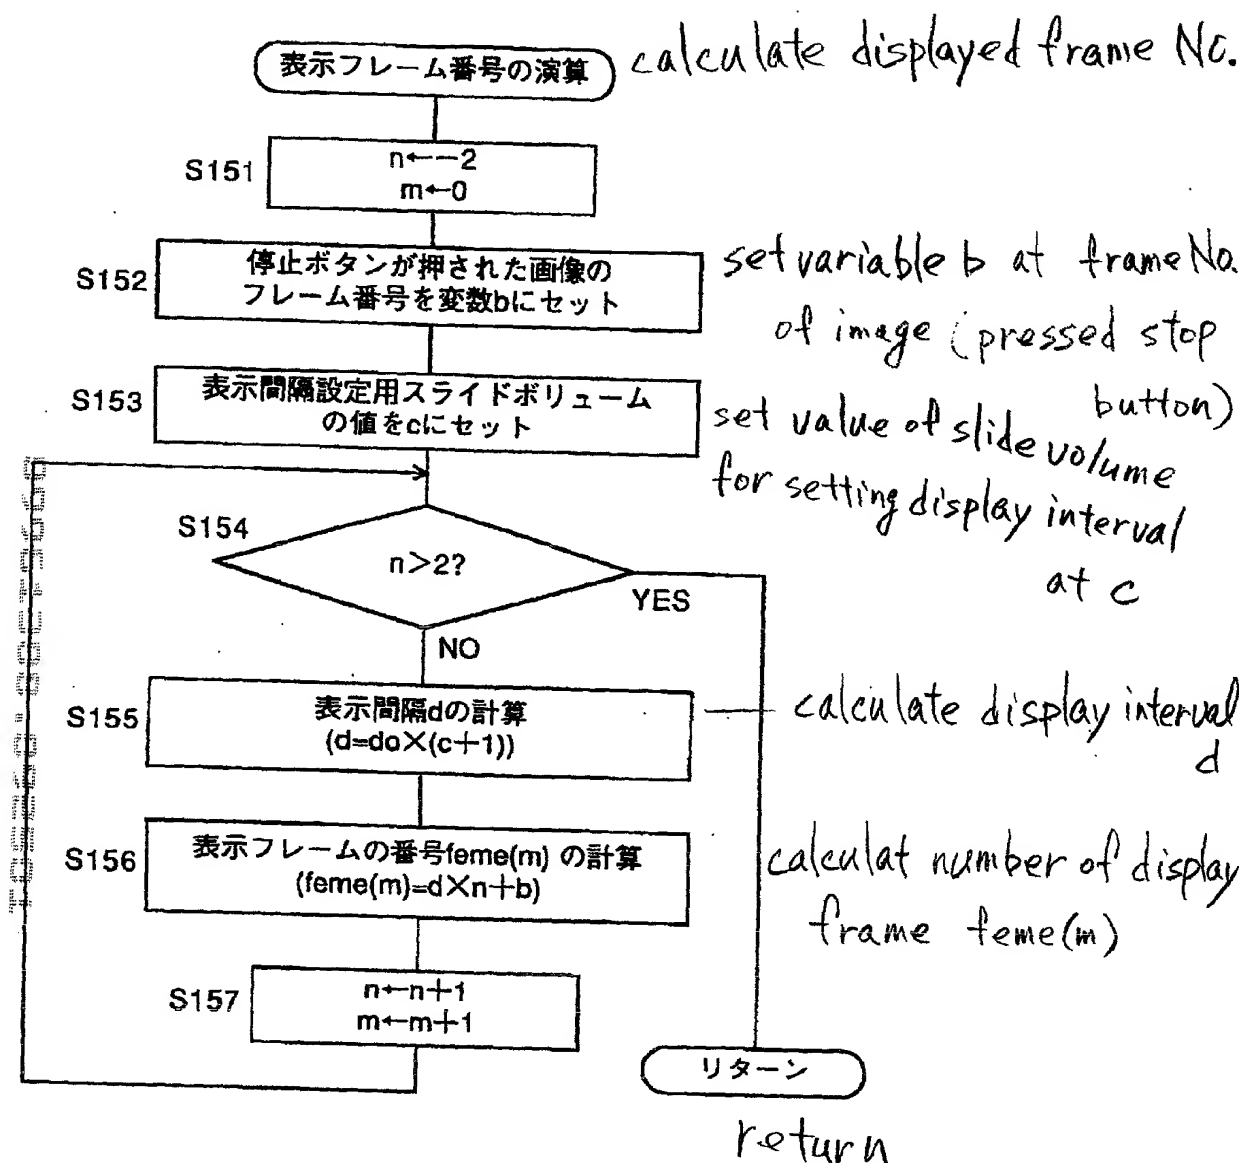 表示フレーム番号の演算
calculate displayed frame No.
S151
n←−2
m←0
S152
停止ボタンが押された画像の
フレーム番号を変数bにセット
set variable b at frame No.
of image (pressed stop
button)
S153
表示間隔設定用スライドボリューム
の値をcにセット
set value of slide volume
for setting display interval
at c
S154
n>2?
YES
NO
S155
表示間隔dの計算
(d=do×(c+1))
calculate display interval
d
S156
表示フレームの番号feme(m) の計算
(feme(m)=d×n+b)
calculat number of display
frame feme(m)
S157
n←n+1
m←m+1
リターン
return